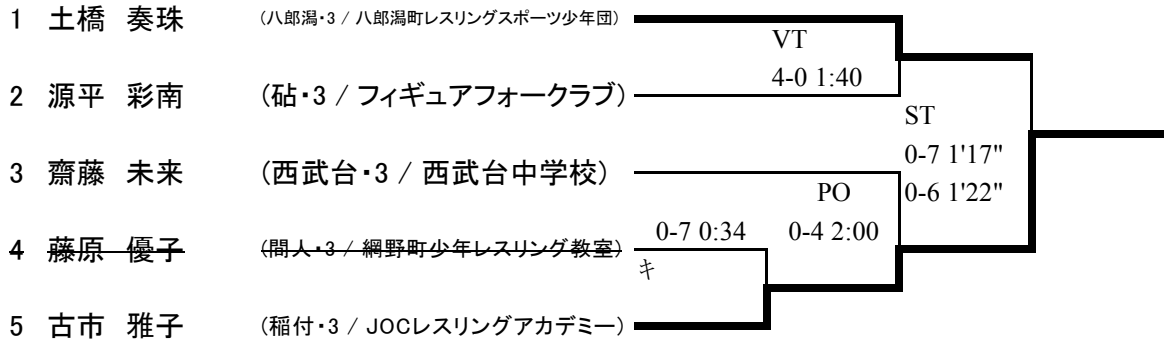 1 土橋 奏珠 (八郎潟・3 / 八郎潟町レスリングスポーツ少年団)
VT
4-0 1:40
2 源平 彩南 (砧・3 / フィギュアフォークラブ)
ST
0-7 1'17"
0-6 1'22"
3 齋藤 未来 (西武台・3 / 西武台中学校)
PO
0-4 2:00
4 藤原 優子 (間人・3 / 網野町少年レスリング教室)
0-7 0:34
キ
5 古市 雅子 (稲付・3 / JOCレスリングアカデミー)